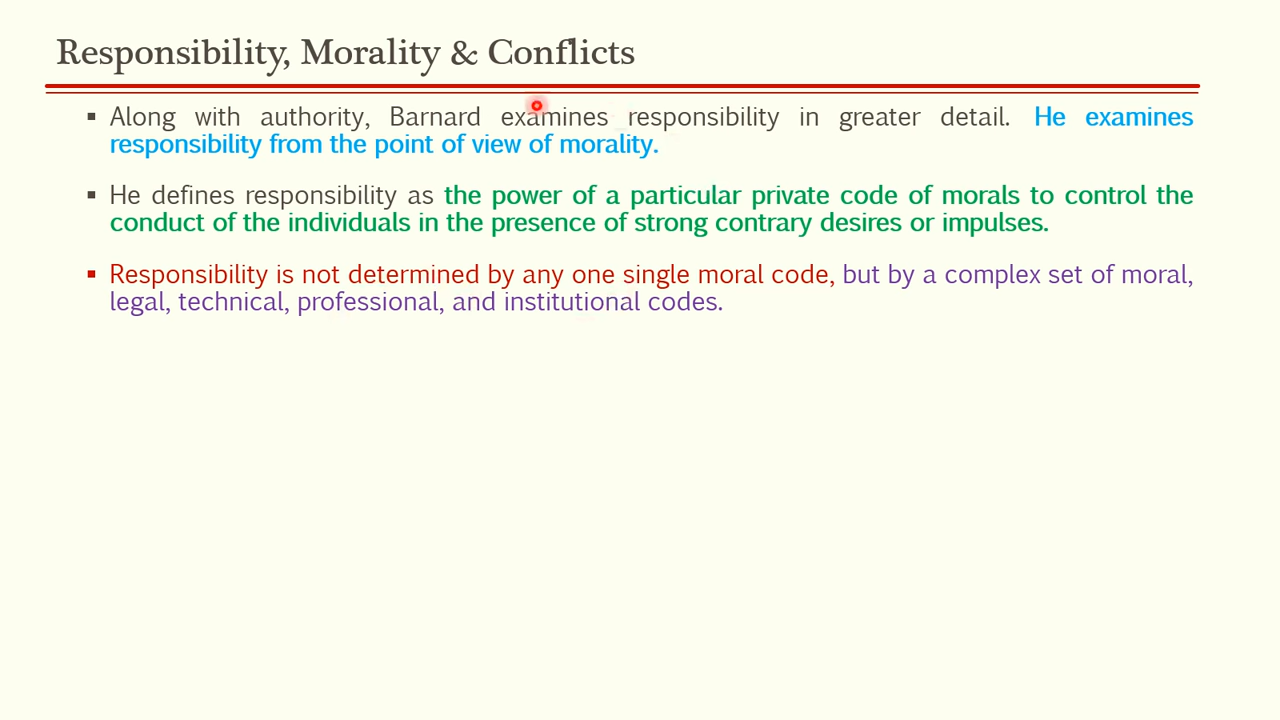 Responsibility, Morality & Conflicts
▪ Along with authority, Barnard examines responsibility in greater detail. He examines
responsibility from the point of view of morality.
▪ He defines responsibility as the power of a particular private code of morals to control the
conduct of the individuals in the presence of strong contrary desires or impulses.
▪ Responsibility is not determined by any one single moral code, but by a complex set of moral,
legal, technical, professional, and institutional codes.